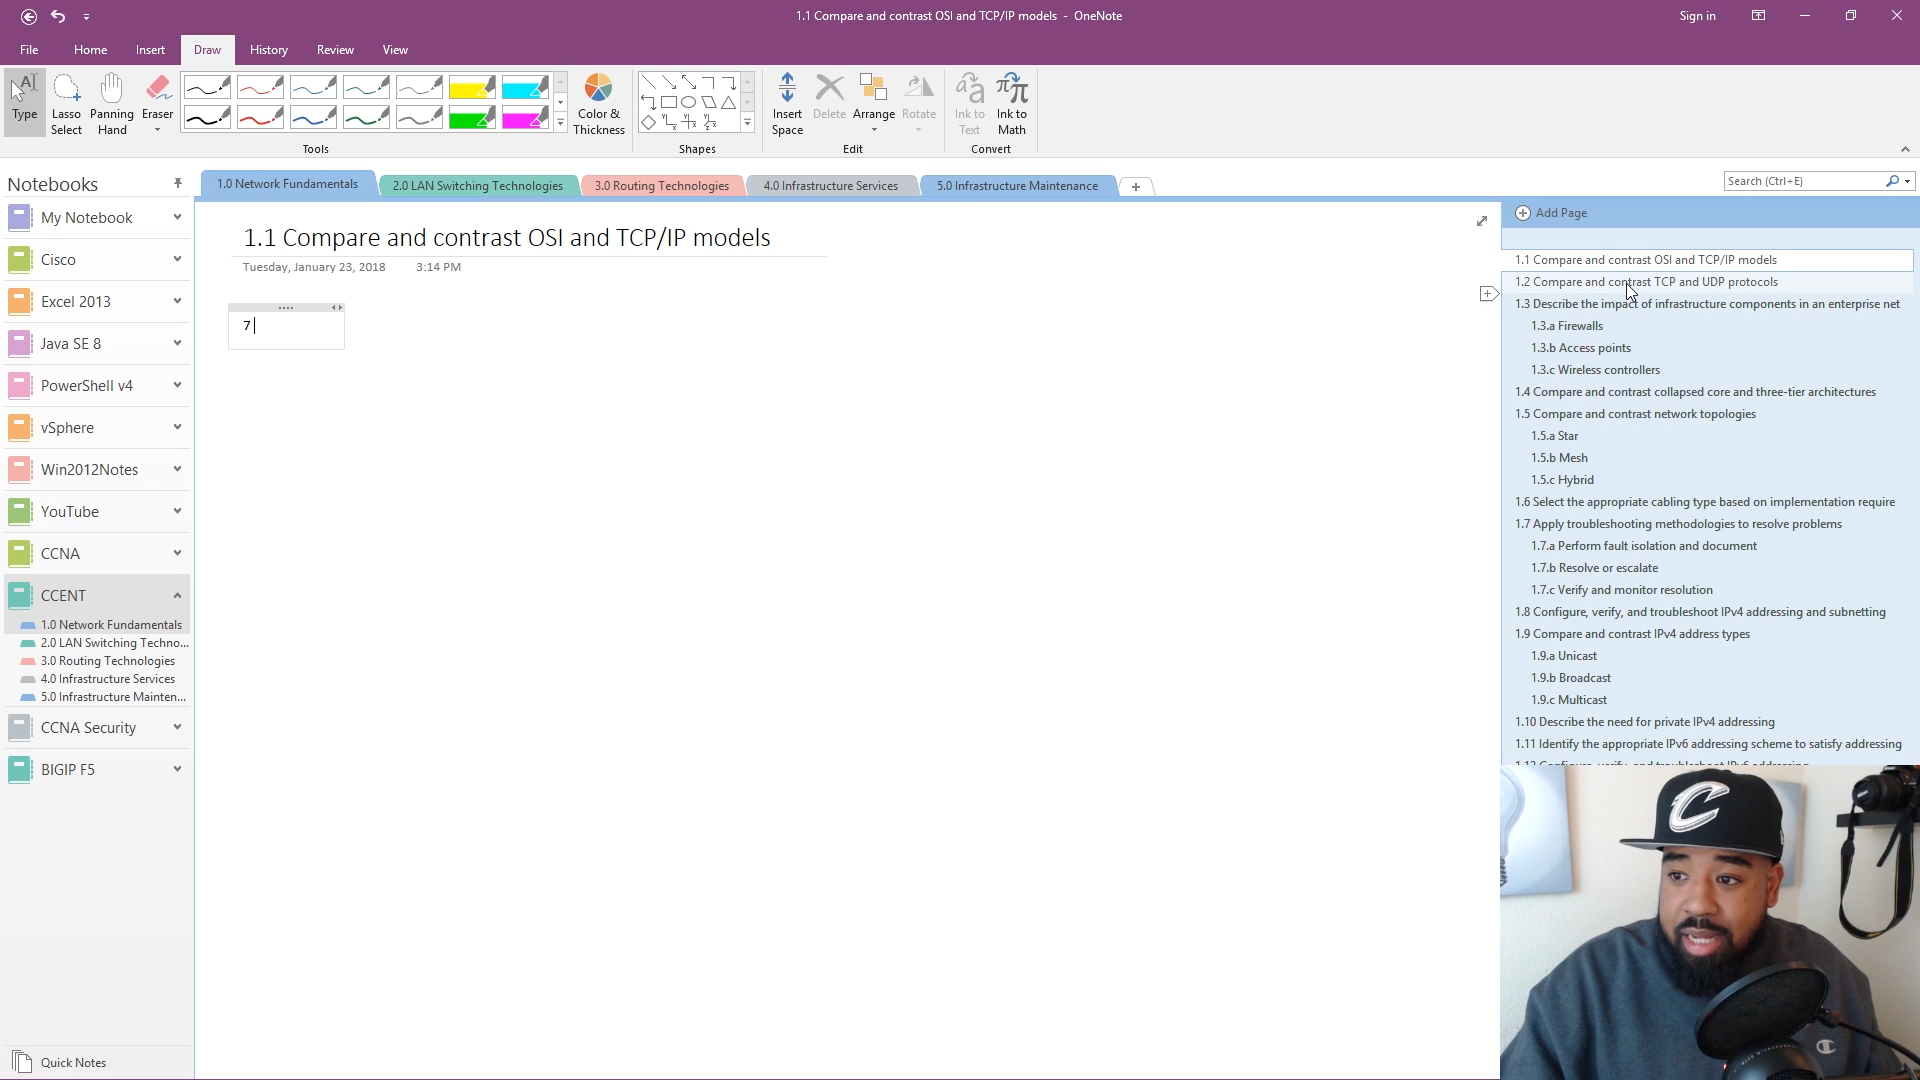 1.1 Compare and contrast OSI and TCP/IP models - OneNote
Sign in
File
Home
Insert
Draw
History
Review
View
Type
Lasso
Select
Panning
Hand
Eraser
Color &
Thickness
Insert
Space
Delete
Arrange
Rotate
Ink to
Text
Ink to
Math
Tools
Shapes
Edit
Convert
Notebooks
My Notebook
Cisco
Excel 2013
Java SE 8
PowerShell v4
vSphere
Win2012Notes
YouTube
CCNA
CCENT
1.0 Network Fundamentals
2.0 LAN Switching Techno...
3.0 Routing Technologies
4.0 Infrastructure Services
5.0 Infrastructure Mainten...
CCNA Security
BIGIP F5
Quick Notes
1.0 Network Fundamentals
2.0 LAN Switching Technologies
3.0 Routing Technologies
4.0 Infrastructure Services
5.0 Infrastructure Maintenance
Search (Ctrl+E)
1.1 Compare and contrast OSI and TCP/IP models
Tuesday, January 23, 2018 3:14 PM
7
Add Page
1.1 Compare and contrast OSI and TCP/IP models
1.2 Compare and contrast TCP and UDP protocols
1.3 Describe the impact of infrastructure components in an enterprise net
1.3.a Firewalls
1.3.b Access points
1.3.c Wireless controllers
1.4 Compare and contrast collapsed core and three-tier architectures
1.5 Compare and contrast network topologies
1.5.a Star
1.5.b Mesh
1.5.c Hybrid
1.6 Select the appropriate cabling type based on implementation require
1.7 Apply troubleshooting methodologies to resolve problems
1.7.a Perform fault isolation and document
1.7.b Resolve or escalate
1.7.c Verify and monitor resolution
1.8 Configure, verify, and troubleshoot IPv4 addressing and subnetting
1.9 Compare and contrast IPv4 address types
1.9.a Unicast
1.9.b Broadcast
1.9.c Multicast
1.10 Describe the need for private IPv4 addressing
1.11 Identify the appropriate IPv6 addressing scheme to satisfy addressing
1.12 Configure, verify, and troubleshoot IPv6 addressing
C